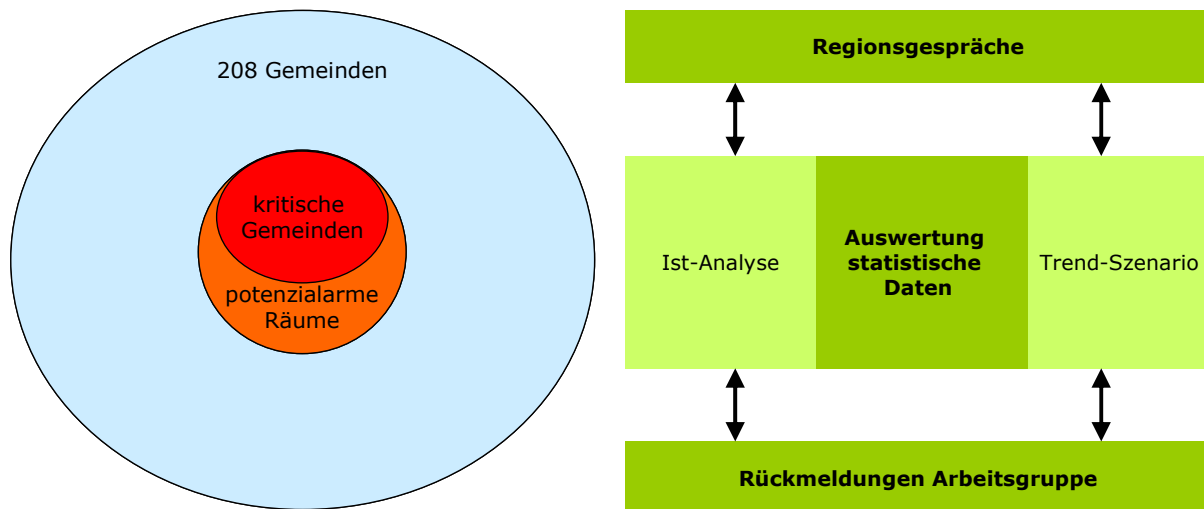 208 Gemeinden
kritische
Gemeinden
potenzialarme
Räume
Regionsgespräche
Ist-Analyse
Auswertung
statistische
Daten
Trend-Szenario
Rückmeldungen Arbeitsgruppe